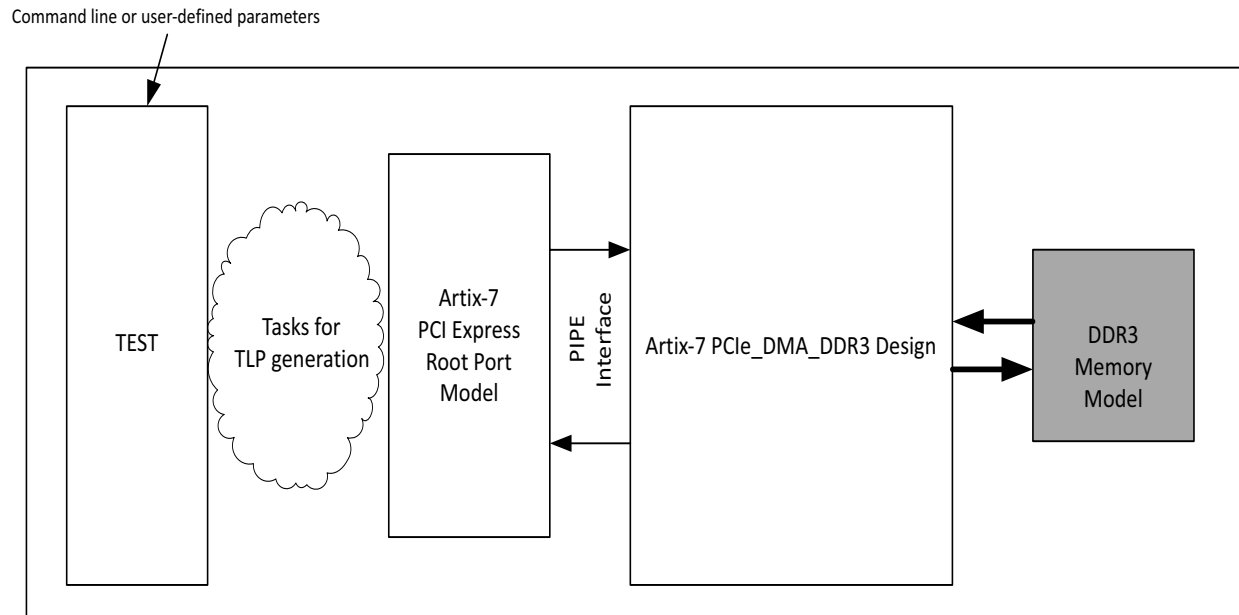 Command line or user-defined parameters
TEST
Tasks for
TLP generation
Artix-7
PCI Express
Root Port
Model
PIPE
Interface
Artix-7 PCIe_DMA_DDR3 Design
DDR3
Memory
Model